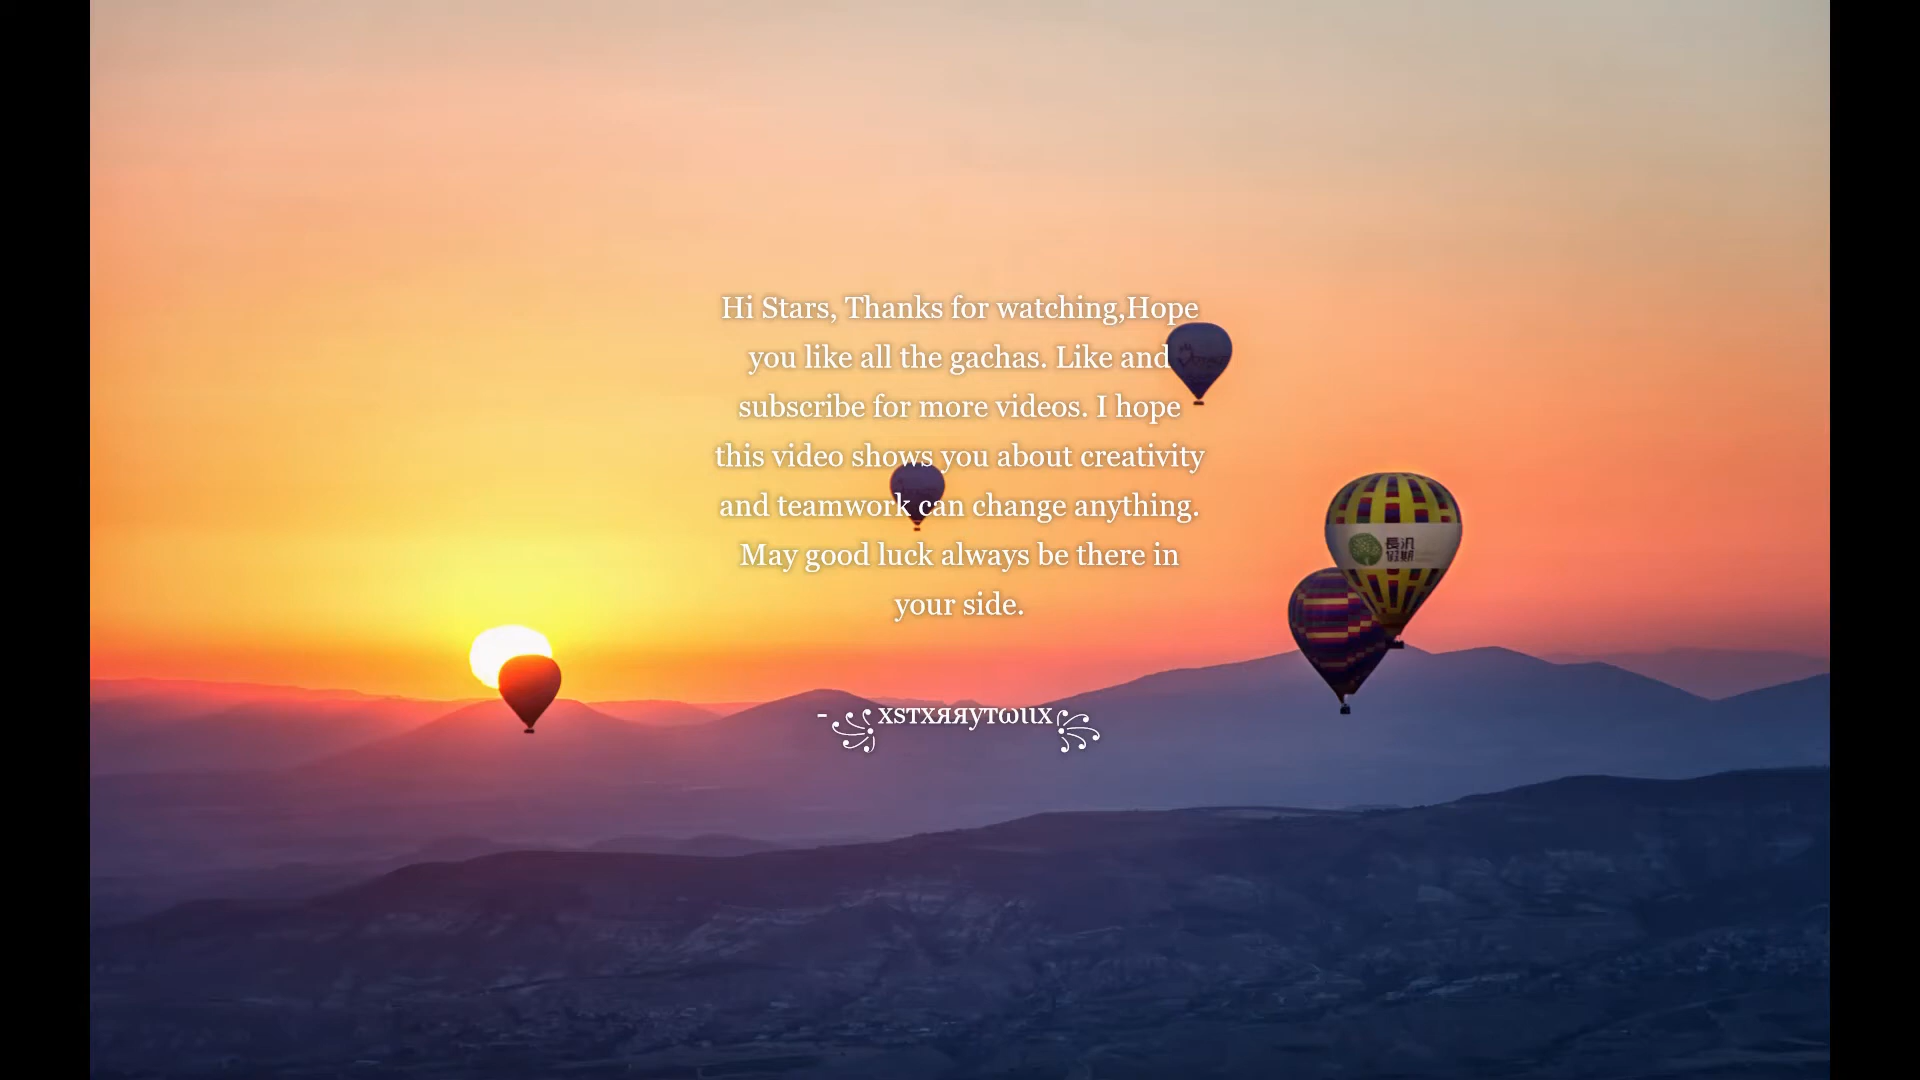 Hi Stars, Thanks for watching,Hope
you like all the gachas. Like and
subscribe for more videos. I hope
this video shows you about creativity
and teamwork can change anything.
May good luck always be there in
your side.
-꧁xѕтxяяyтωιιx꧂